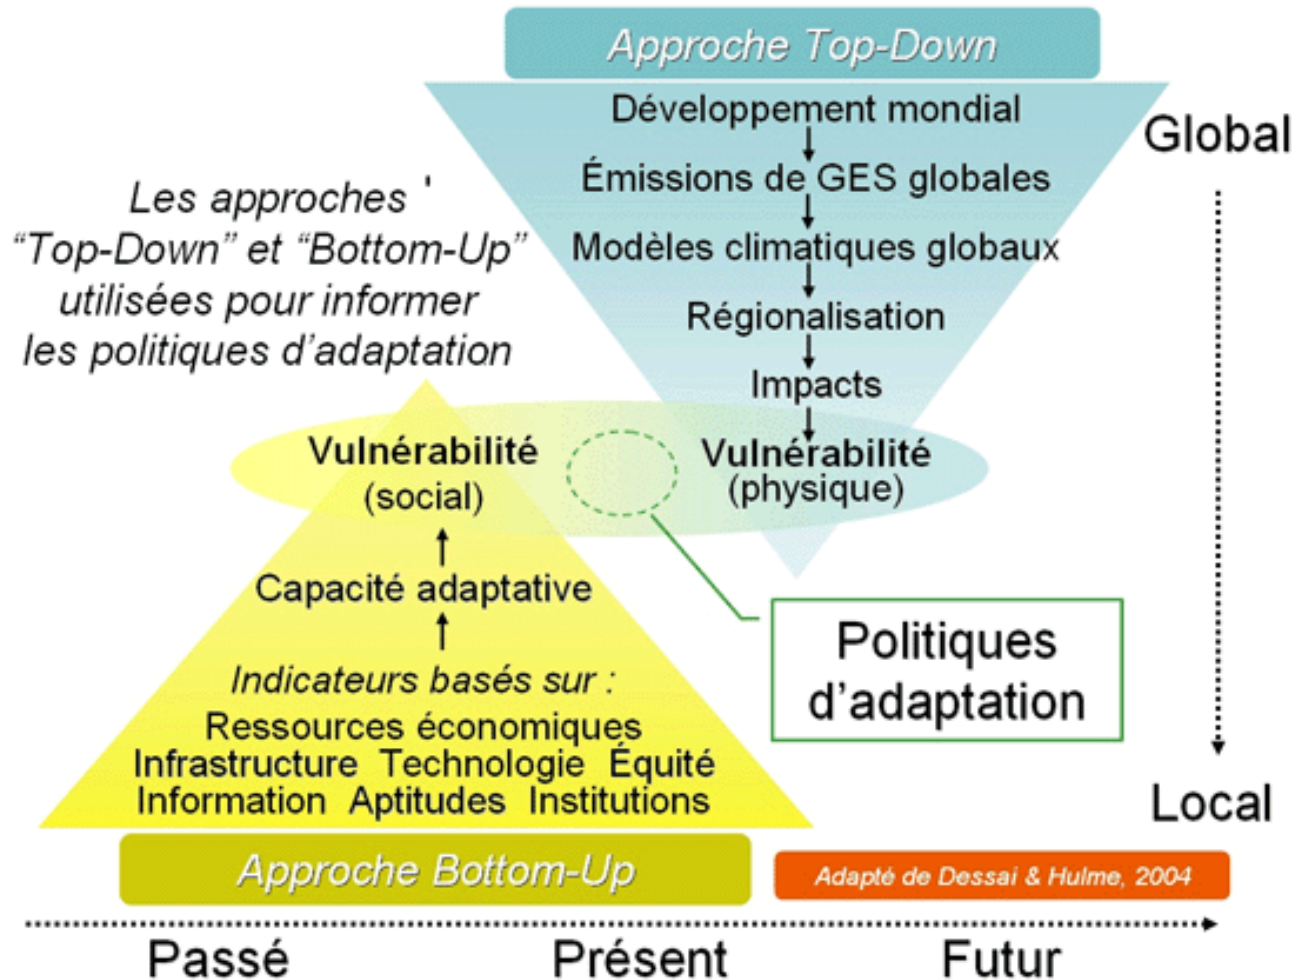 Approche Top-Down
Développement mondial
Émissions de GES globales
Modèles climatiques globaux
Régionalisation
Impacts
Vulnérabilité
(physique)
Global
Local
Les approches '
“Top-Down” et “Bottom-Up”
utilisées pour informer
les politiques d’adaptation
Vulnérabilité
(social)
Capacité adaptative
Indicateurs basés sur :
Ressources économiques
Infrastructure Technologie Équité
Information Aptitudes Institutions
Politiques
d’adaptation
Approche Bottom-Up
Adapté de Dessai & Hulme, 2004
Passé Présent Futur